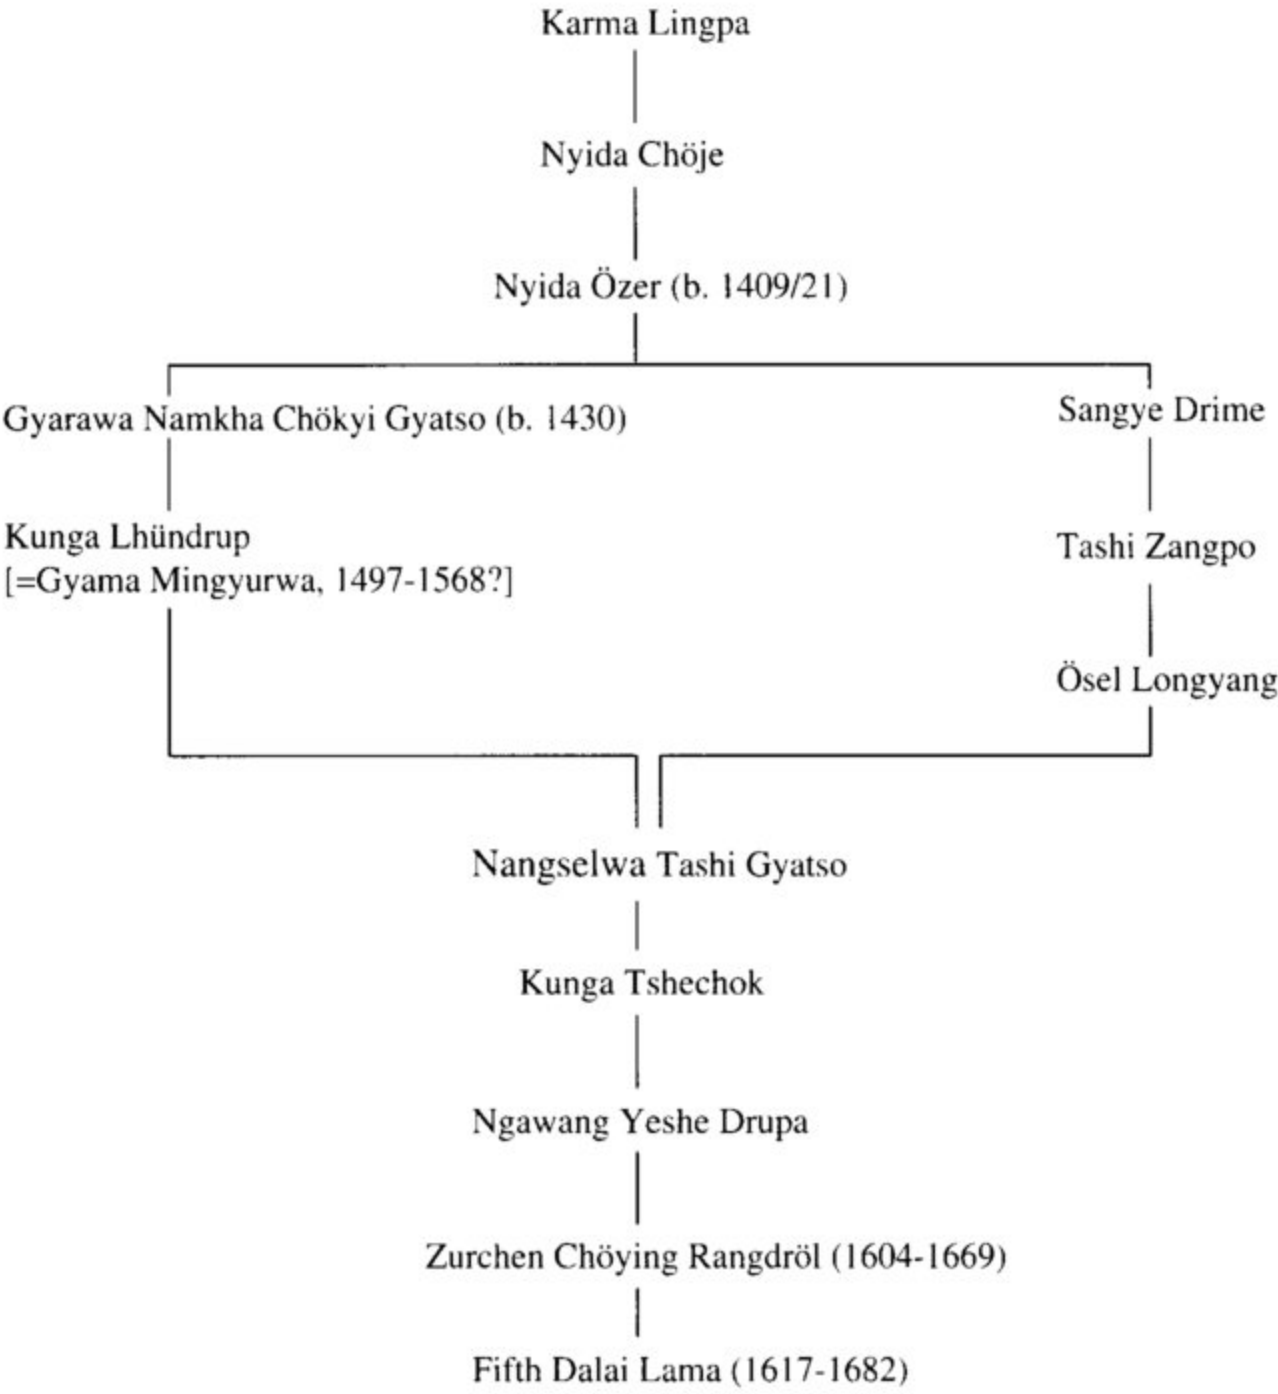 Karma Lingpa
Nyida Chöje
Nyida Özer (b. 1409/21)
Gyarawa Namkha Chökyi Gyatso (b. 1430)
Sangye Drime
Kunga Lhündrup
[=Gyama Mingyurwa, 1497-1568?]
Tashi Zangpo
Ösel Longyang
Nangselwa Tashi Gyatso
Kunga Tshechok
Ngawang Yeshe Drupa
Zurchen Chöying Rangdröl (1604-1669)
Fifth Dalai Lama (1617-1682)